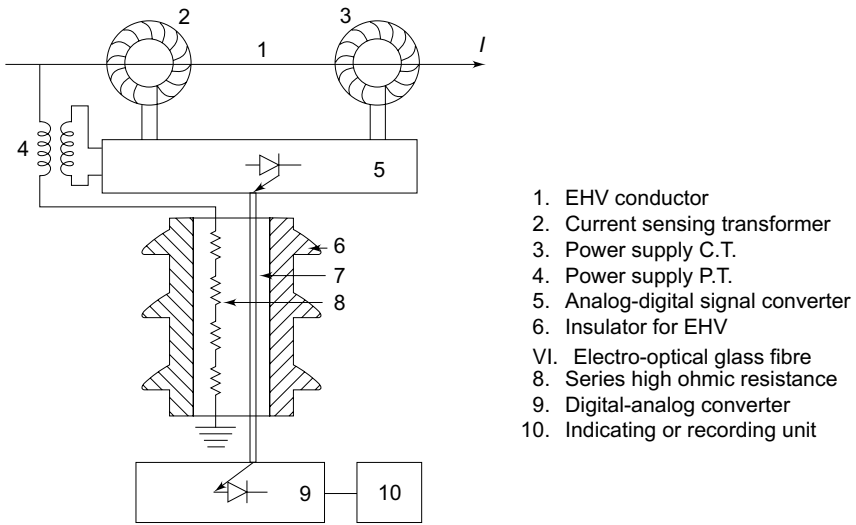 2
3
1
I
4
5
6
7
8
9
10
1. EHV conductor
2. Current sensing transformer
3. Power supply C.T.
4. Power supply P.T.
5. Analog-digital signal converter
6. Insulator for EHV
VI. Electro-optical glass fibre
8. Series high ohmic resistance
9. Digital-analog converter
10. Indicating or recording unit